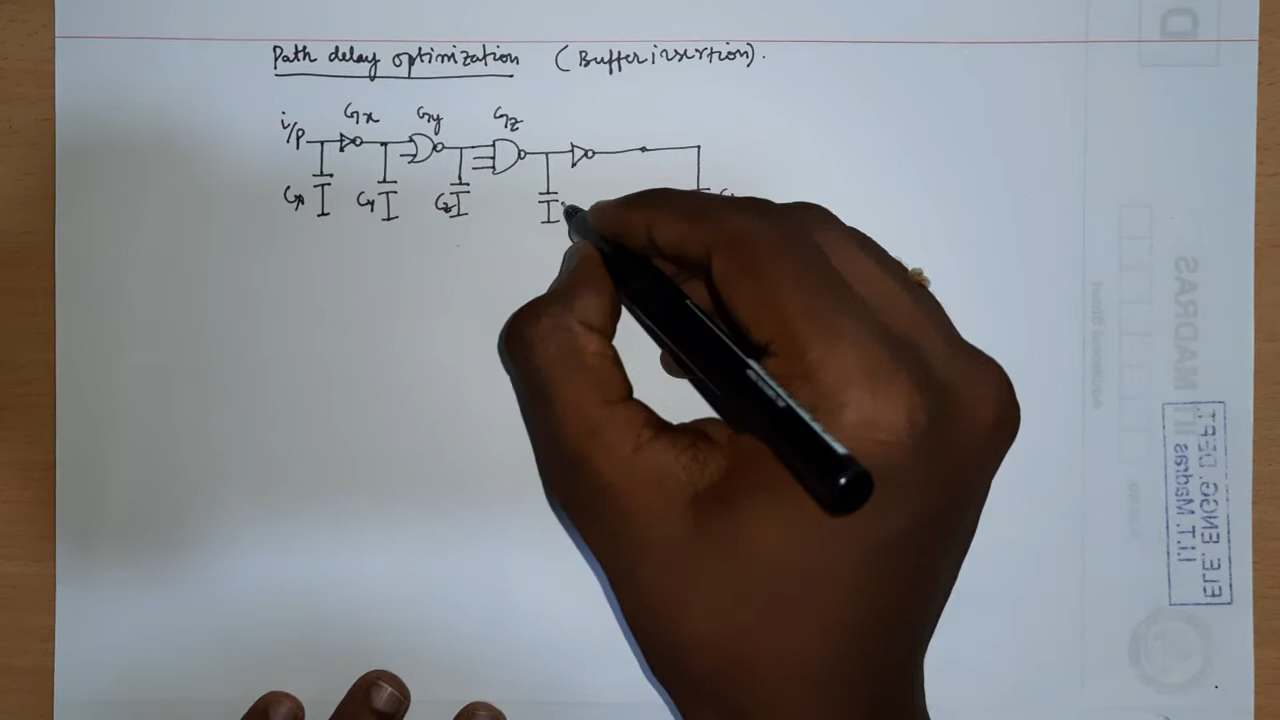 Path delay optimization (Buffer insertion).
i/p Gx Gy Gz
Cx Cy Cz
D
MADRAS
I.I.T. Madras
ELE. ENGG. DEPT.